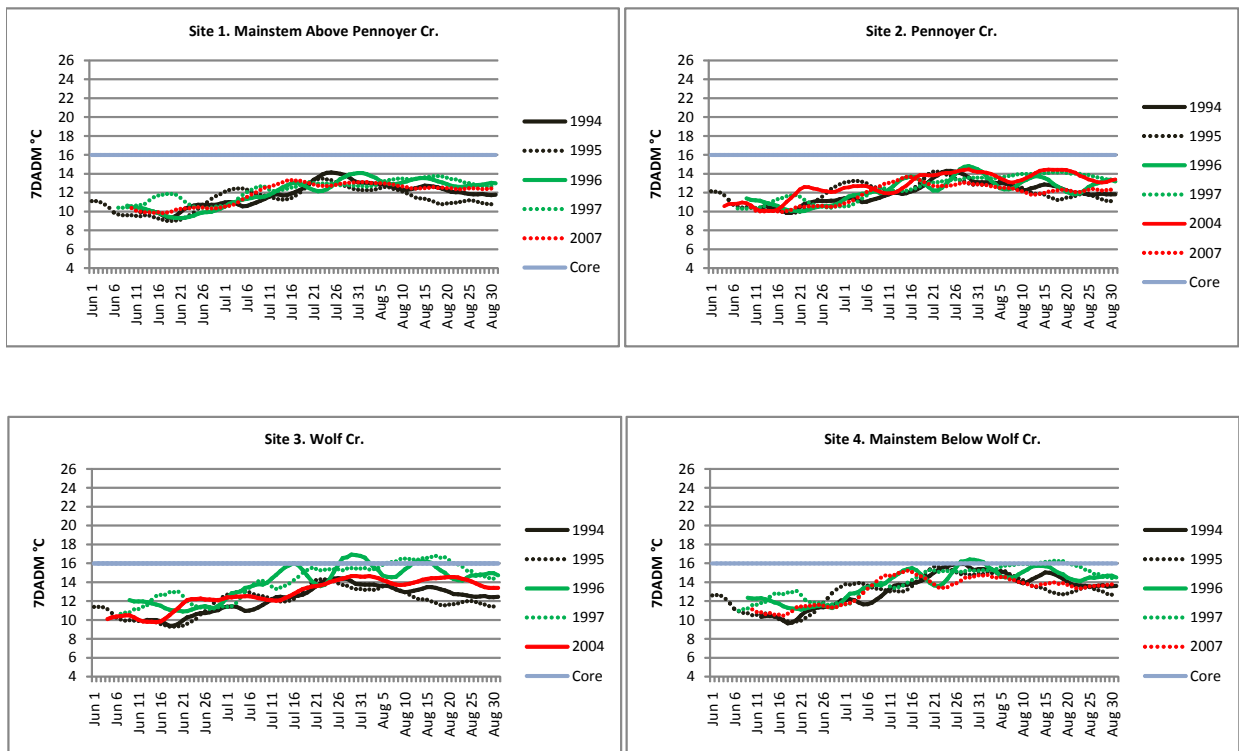 Site 1. Mainstem Above Pennoyer Cr.
7DADM °C
26
24
22
20
18
16
14
12
10
8
6
4
Jun 1
Jun 6
Jun 11
Jun 16
Jun 21
Jun 26
Jul 1
Jul 6
Jul 11
Jul 16
Jul 21
Jul 26
Jul 31
Aug 5
Aug 10
Aug 15
Aug 20
Aug 25
Aug 30
1994
1995
1996
1997
2007
Core
Site 2. Pennoyer Cr.
7DADM °C
26
24
22
20
18
16
14
12
10
8
6
4
Jun 1
Jun 6
Jun 11
Jun 16
Jun 21
Jun 26
Jul 1
Jul 6
Jul 11
Jul 16
Jul 21
Jul 26
Jul 31
Aug 5
Aug 10
Aug 15
Aug 20
Aug 25
Aug 30
1994
1995
1996
1997
2004
2007
Core
Site 3. Wolf Cr.
7DADM °C
26
24
22
20
18
16
14
12
10
8
6
4
Jun 1
Jun 6
Jun 11
Jun 16
Jun 21
Jun 26
Jul 1
Jul 6
Jul 11
Jul 16
Jul 21
Jul 26
Jul 31
Aug 5
Aug 10
Aug 15
Aug 20
Aug 25
Aug 30
1994
1995
1996
1997
2004
Core
Site 4. Mainstem Below Wolf Cr.
7DADM °C
26
24
22
20
18
16
14
12
10
8
6
4
Jun 1
Jun 6
Jun 11
Jun 16
Jun 21
Jun 26
Jul 1
Jul 6
Jul 11
Jul 16
Jul 21
Jul 26
Jul 31
Aug 5
Aug 10
Aug 15
Aug 20
Aug 25
Aug 30
1994
1995
1996
1997
2007
Core